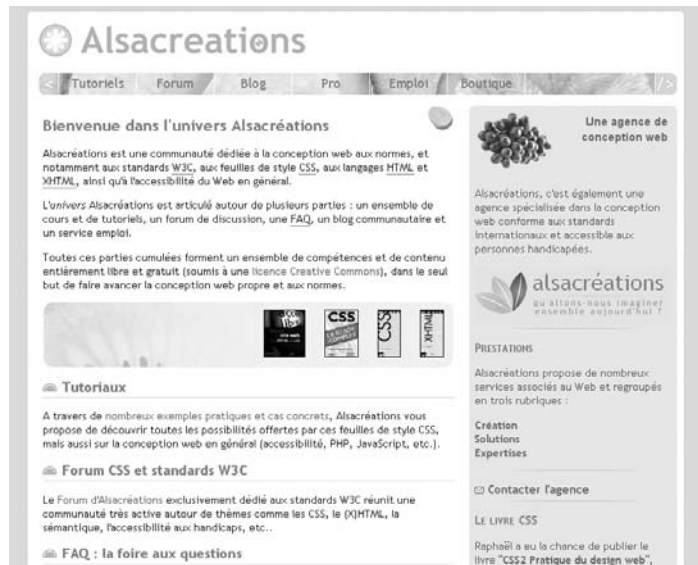 Alsacreations
< Tutoriels Forum Blog Pro Emploi Boutique />
Bienvenue dans l'univers Alsacréations
Alsacréations est une communauté dédiée à la conception web aux normes, et
notamment aux standards W3C, aux feuilles de style CSS, aux langages HTML et
XHTML, ainsi qu'à l'accessibilité du Web en général.
L'univers Alsacréations est articulé autour de plusieurs parties : un ensemble de
cours et de tutoriels, un forum de discussion, une FAQ, un blog communautaire et
un service emploi.
Toutes ces parties cumulées forment un ensemble de compétences et de contenu
entièrement libre et gratuit (soumis à une licence Creative Commons), dans le seul
but de faire avancer la conception web propre et aux normes.
CSS
CSS
XHTML
Tutoriaux
A travers de nombreux exemples pratiques et cas concrets, Alsacréations vous
propose de découvrir toutes les possibilités offertes par ces feuilles de style CSS,
mais aussi sur la conception web en général (accessibilité, PHP, JavaScript, etc.).
Forum CSS et standards W3C
Le Forum d'Alsacréations exclusivement dédié aux standards W3C réunit une
communauté très active autour de thèmes comme les CSS, le (X)HTML, la
sémantique, l'accessibilité aux handicaps, etc..
FAQ : la foire aux questions
Une agence de
conception web
Alsacréations, c'est également une
agence spécialisée dans la conception
web conforme aux standards
internationaux et accessible aux
personnes handicapées.
alsacréations
qu'allons-nous imaginer
ensemble aujourd'hui ?
PRESTATIONS
Alsacréations propose de nombreux
services associés au Web et regroupés
en trois rubriques :
Création
Solutions
Expertises
Contacter l'agence
LE LIVRE CSS
Raphaël a eu la chance de publier le
livre "CSS2 Pratique du design web",